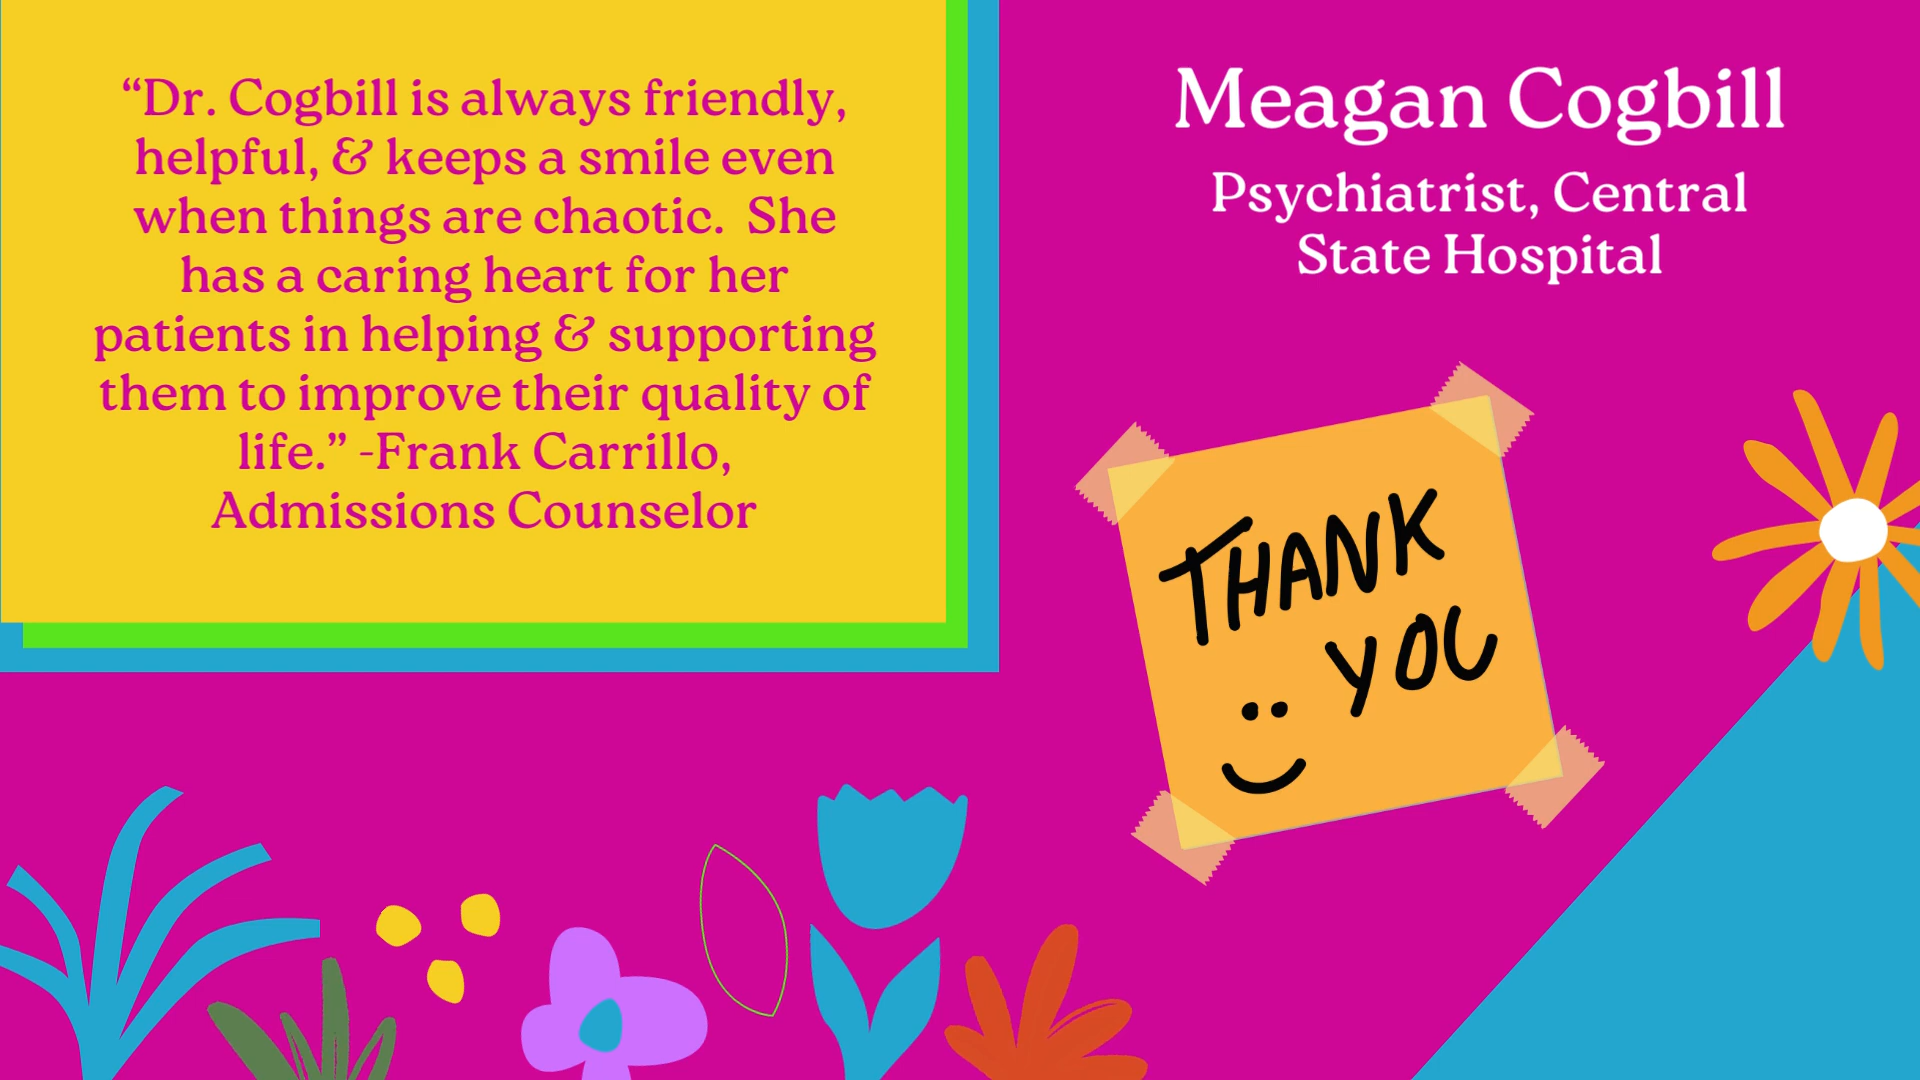 “Dr. Cogbill is always friendly,
helpful, & keeps a smile even
when things are chaotic.  She
has a caring heart for her
patients in helping & supporting
them to improve their quality of
life.” -Frank Carrillo,
Admissions Counselor
Meagan Cogbill
Psychiatrist, Central
State Hospital
THANK
YOU